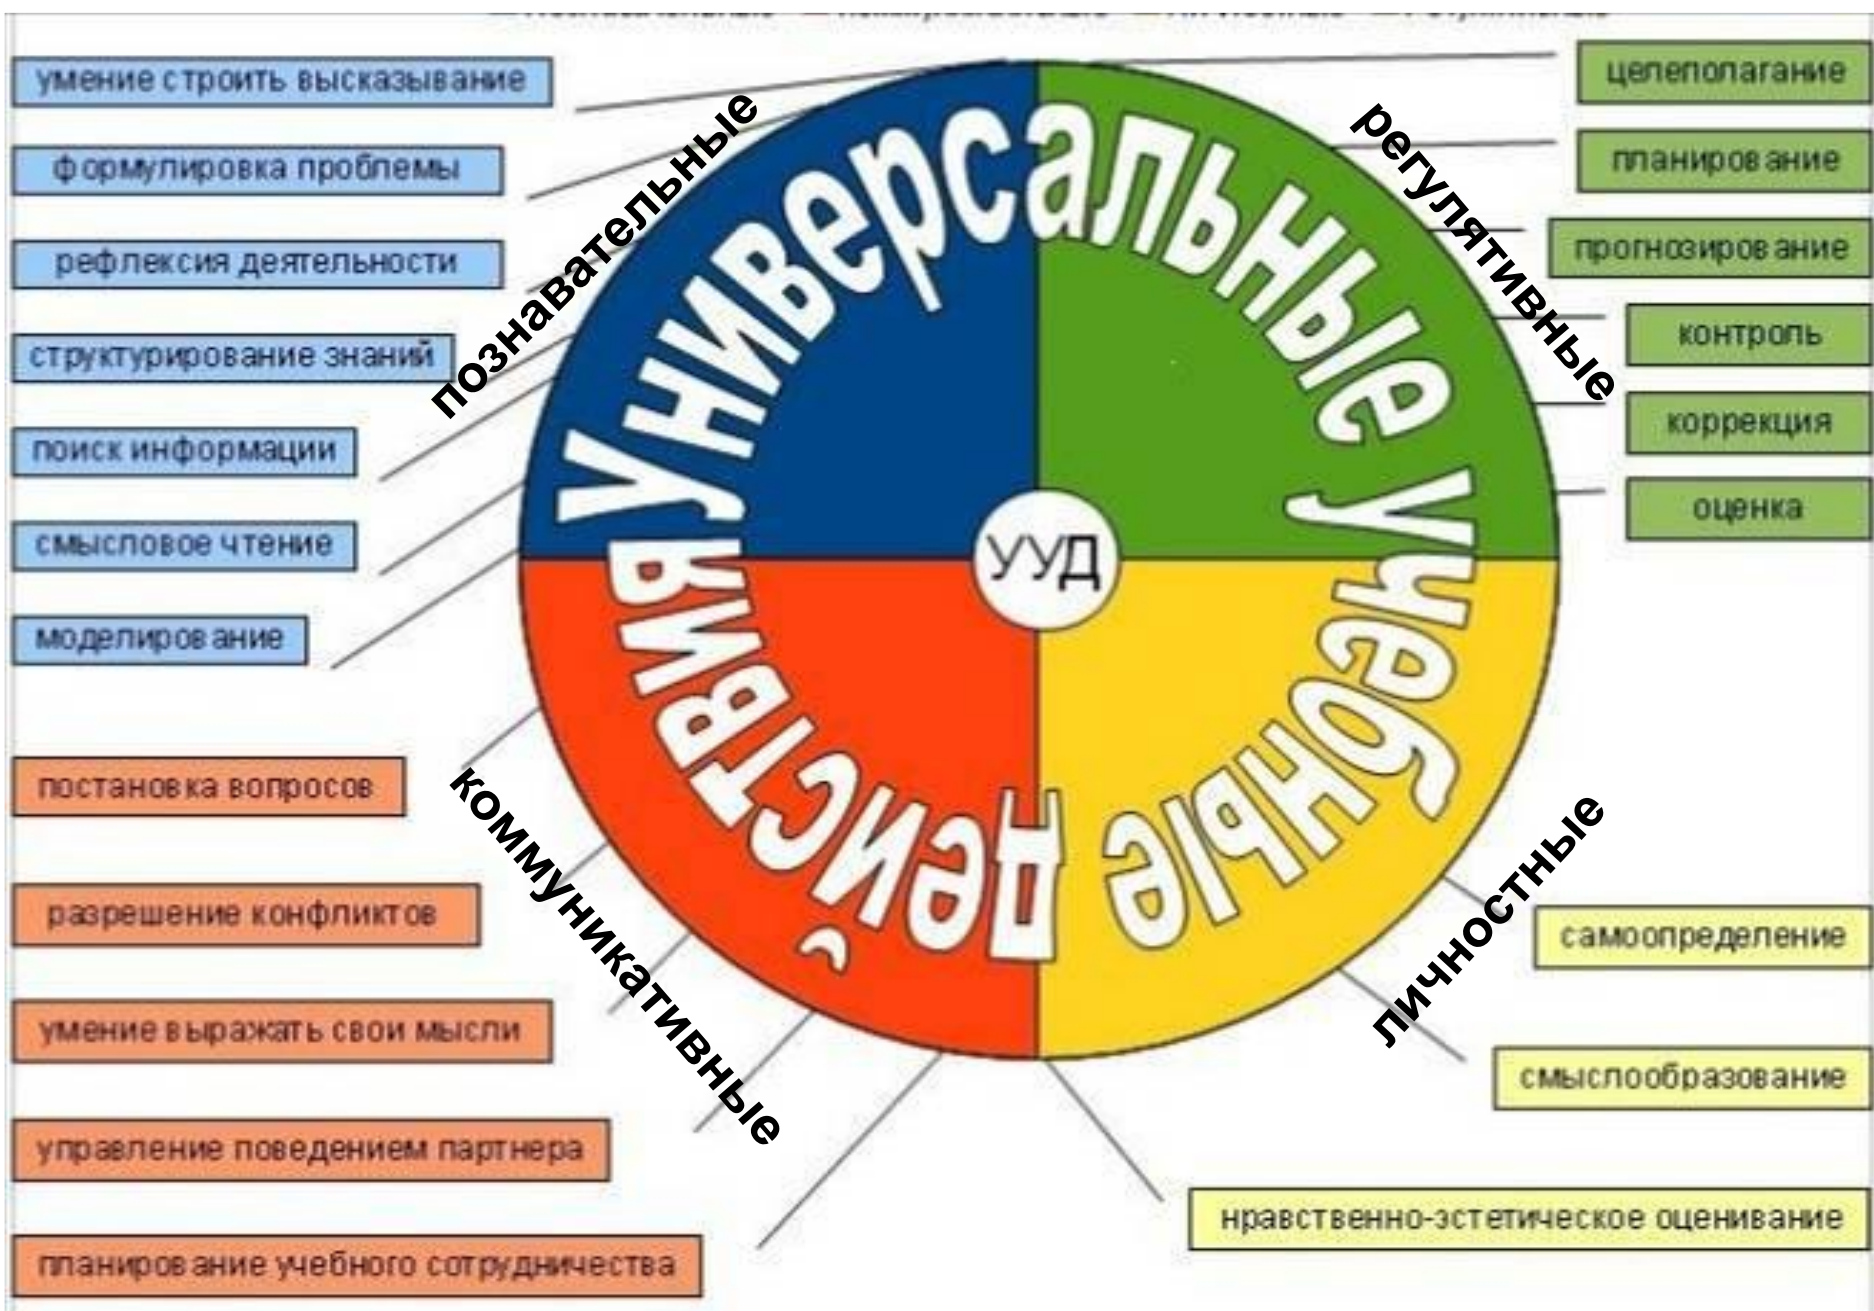 умение строить высказывание
формулировка проблемы
рефлексия деятельности
структурирование знаний
поиск информации
смысловое чтение
моделирование
познавательные
Универсальные учебные действия
УУД
регулятивные
целеполагание
планирование
прогнозирование
контроль
коррекция
оценка
постановка вопросов
разрешение конфликтов
умение выражать свои мысли
управление поведением партнера
планирование учебного сотрудничества
коммуникативные
личностные
самоопределение
смыслообразование
нравственно-эстетическое оценивание